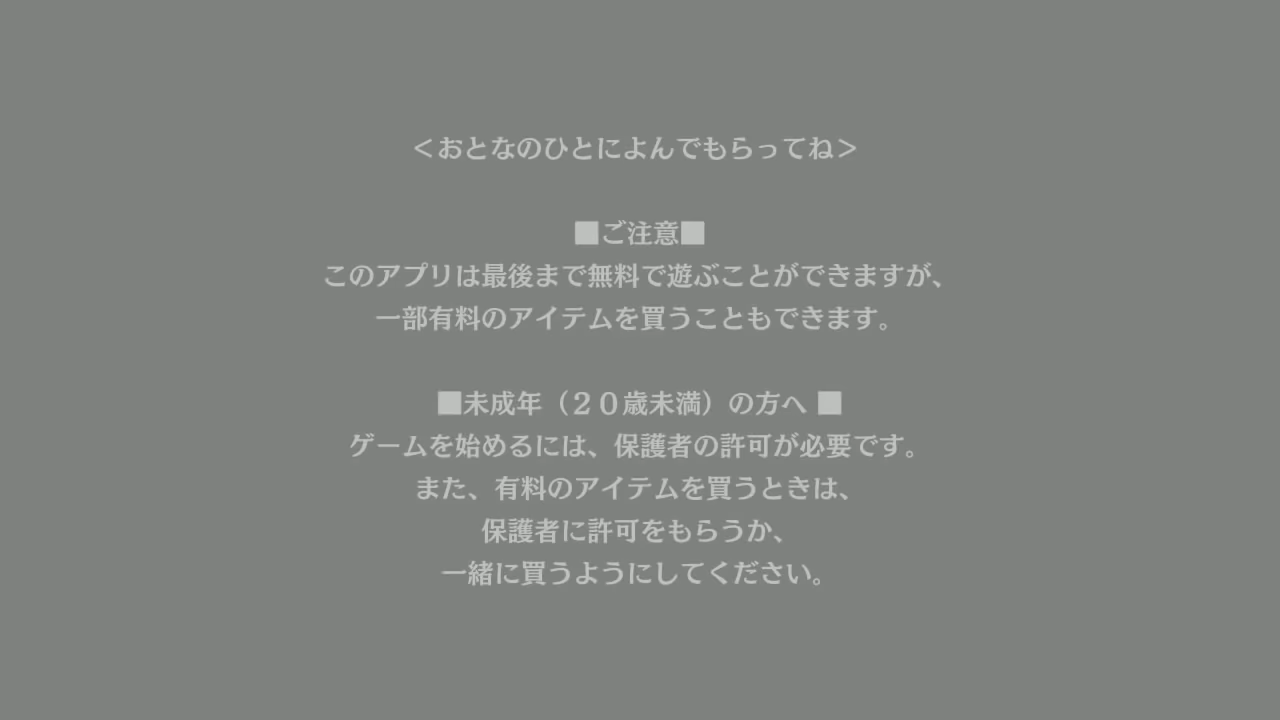 ＜おとなのひとによんでもらってね＞
■ご注意■
このアプリは最後まで無料で遊ぶことができますが、
一部有料のアイテムを買うこともできます。
■未成年（２０歳未満）の方へ ■
ゲームを始めるには、保護者の許可が必要です。
また、有料のアイテムを買うときは、
保護者に許可をもらうか、
一緒に買うようにしてください。